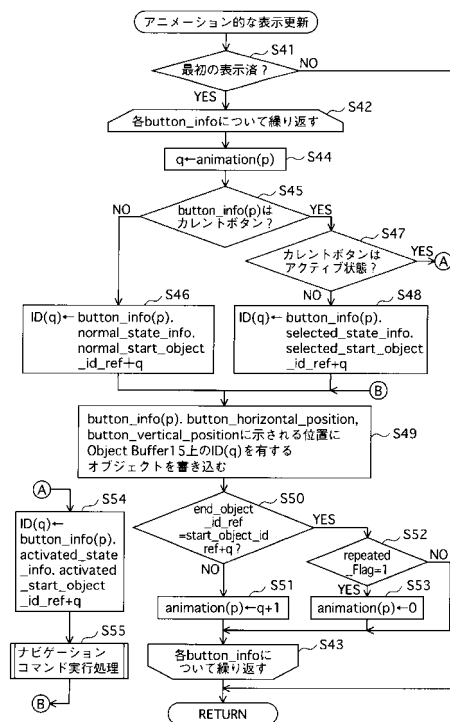 アニメーション的な表示更新
S41
最初の表示済?
NO
YES
S42
各button_infoについて繰り返す
S44
q←animation(p)
S45
button_info(p)は
カレントボタン?
NO
YES
S47
カレントボタンは
アクティブ状態?
YES
A
NO
S46
ID(q)← button_info(p).
normal_state_info.
normal_start_object
_id_ref+q
S48
ID(q)← button_info(p).
selected_state_info.
selected_start_object
_id_ref+q
B
S49
button_info(p). button_horizontal_position,
button_vertical_positionに示される位置に
Object Buffer15上のID(q)を有する
オブジェクトを書き込む
A
S54
ID(q)←
button_info(p).
activated_state
_info. activated
_start_object
_id_ref+q
S55
ナビゲーション
コマンド実行処理
B
S50
end_object
_id_ref
=start_object_id
ref+q?
YES
NO
S52
repeated
_Flag=1
NO
YES
S51
animation(p)←q+1
S53
animation(p)←0
S43
各button_infoに
ついて繰り返す
RETURN